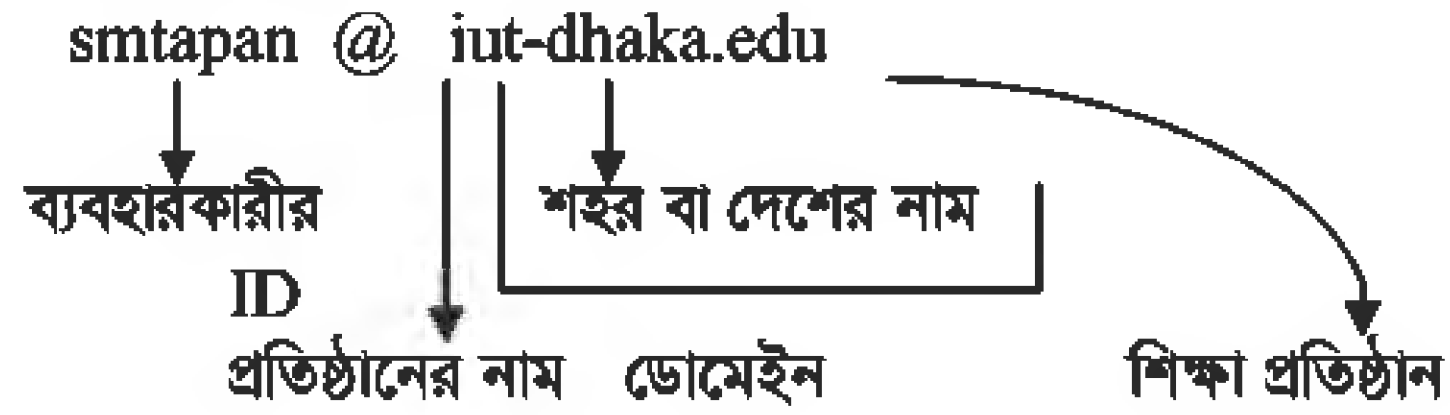 smtapan @ iut-dhaka.edu
ব্যবহারকারীর শহর বা দেশের নাম
ID
প্রতিষ্ঠানের নাম ডোমেইন শিক্ষা প্রতিষ্ঠান